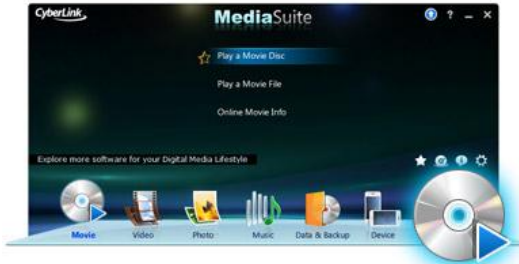 CyberLink
MediaSuite
?
Play a Movie Disc
Play a Movie File
Online Movie Info
Explore more software for your Digital Media Lifestyle
Movie Video Photo Music Data & Backup Device